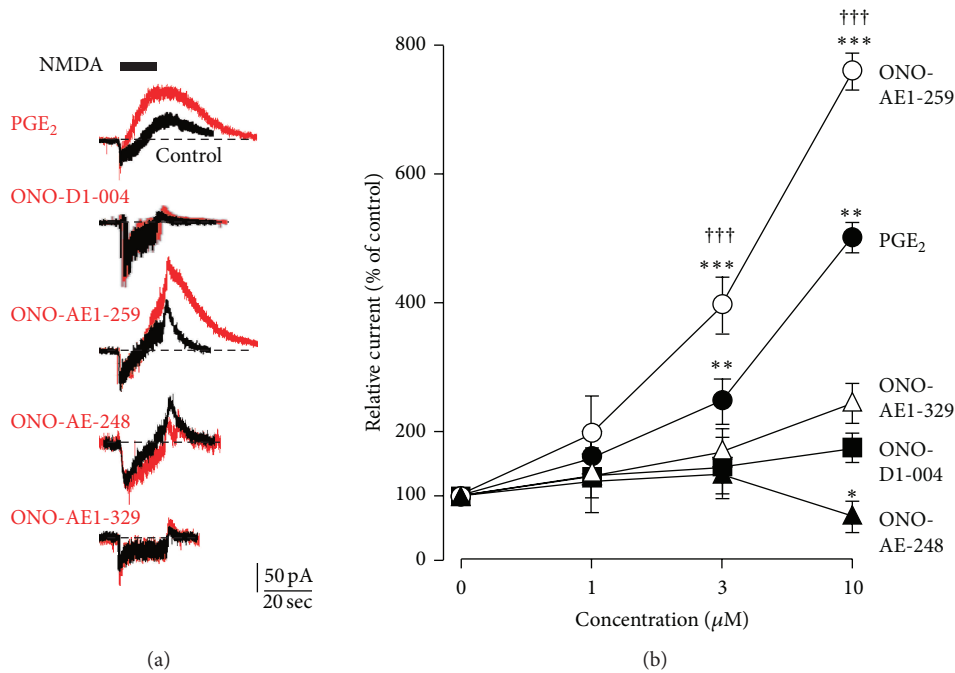 NMDA
PGE₂
Control
ONO-D1-004
ONO-AE1-259
ONO-AE-248
ONO-AE1-329
50 pA
20 sec
(a)
Relative current (% of control)
800
600
400
200
100
0
0
1
3
10
Concentration (μM)
†††
***
**
†††
***
**
*
ONO-
AE1-259
PGE₂
ONO-
AE1-329
ONO-
D1-004
ONO-
AE-248
(b)